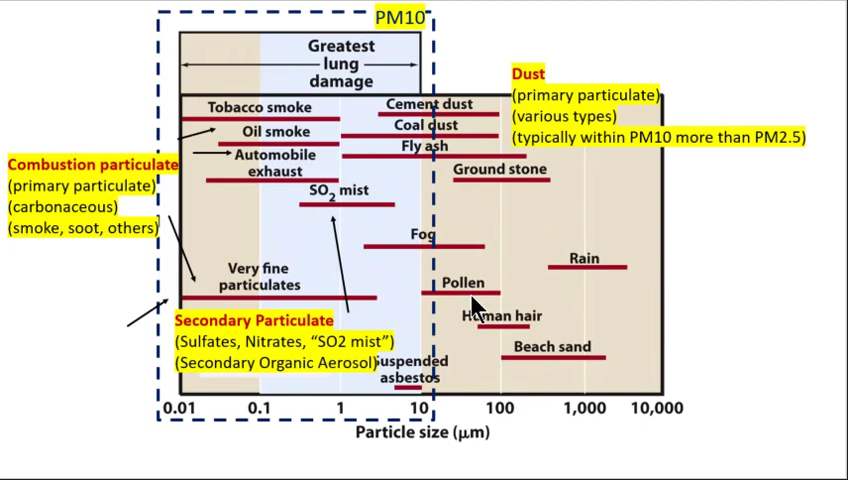 PM10
Greatest
lung
damage
Dust
(primary particulate)
(various types)
(typically within PM10 more than PM2.5)
Tobacco smoke
Cement dust
Oil smoke
Coal dust
Automobile
exhaust
Fly ash
Combustion particulate
(primary particulate)
(carbonaceous)
(smoke, soot, others)
Ground stone
SO2 mist
Fog
Rain
Very fine
particulates
Pollen
Human hair
Secondary Particulate
(Sulfates, Nitrates, “SO2 mist”)
(Secondary Organic Aerosol)
Beach sand
Suspended
asbestos
0.01 0.1 1 10 100 1,000 10,000
Particle size (μm)